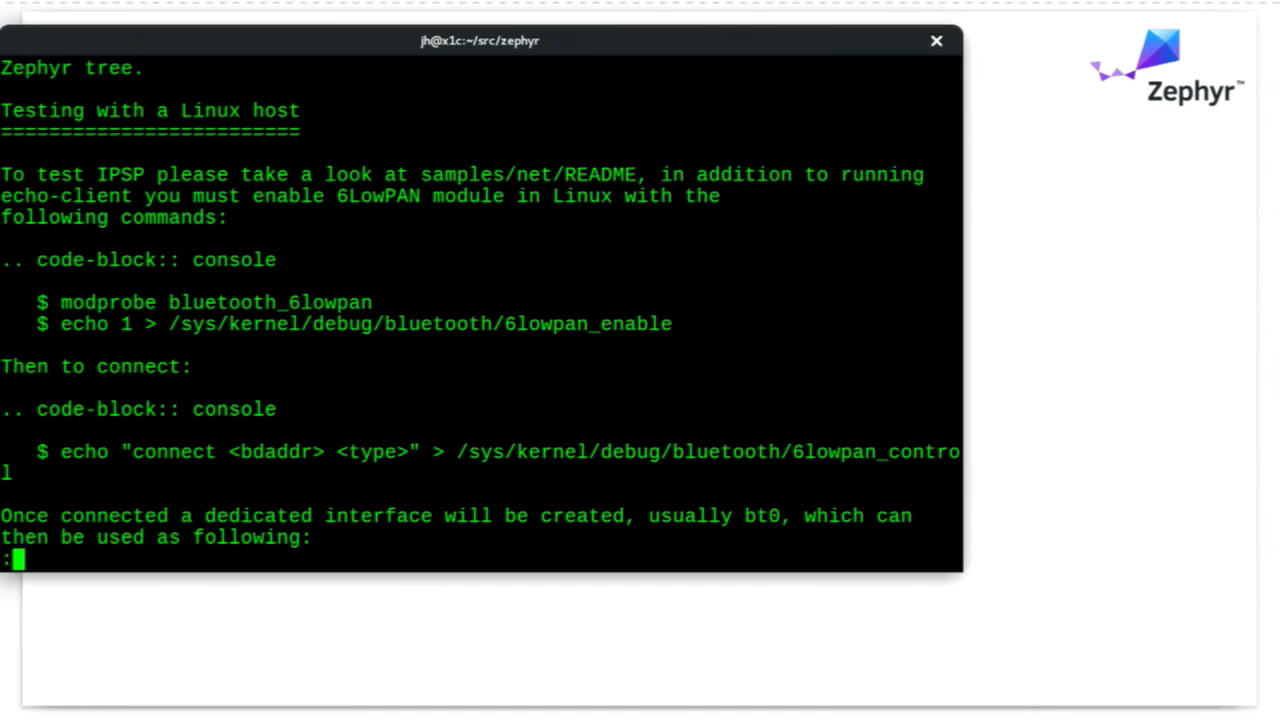 jh@x1c:~/src/zephyr
Zephyr tree.
Testing with a Linux host
=========================
To test IPSP please take a look at samples/net/README, in addition to running
echo-client you must enable 6LowPAN module in Linux with the
following commands:
.. code-block:: console
$ modprobe bluetooth_6lowpan
$ echo 1 > /sys/kernel/debug/bluetooth/6lowpan_enable
Then to connect:
.. code-block:: console
$ echo "connect <bdaddr> <type>" > /sys/kernel/debug/bluetooth/6lowpan_contro
l
Once connected a dedicated interface will be created, usually bt0, which can
then be used as following:
:
Zephyr™